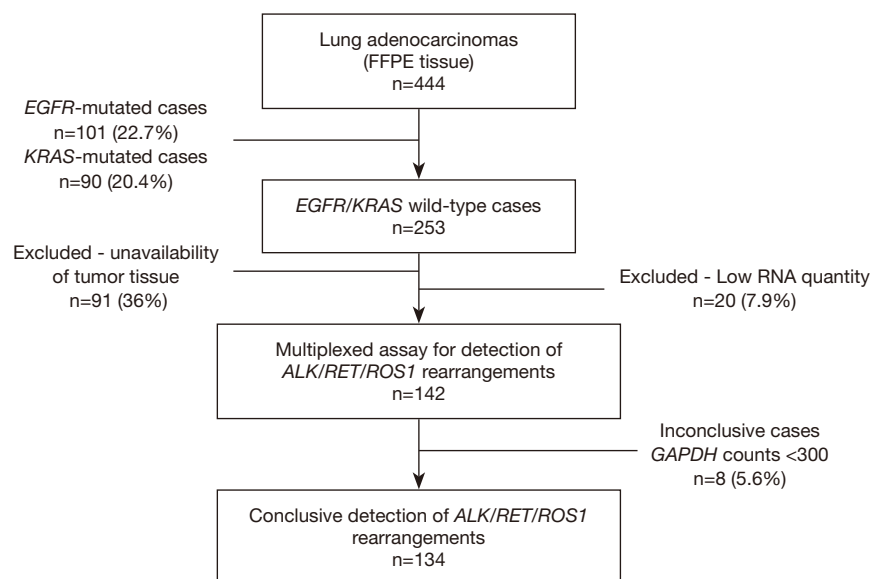 Lung adenocarcinomas
(FFPE tissue)
n=444
EGFR-mutated cases
n=101 (22.7%)
KRAS-mutated cases
n=90 (20.4%)
EGFR/KRAS wild-type cases
n=253
Excluded - unavailability
of tumor tissue
n=91 (36%)
Excluded - Low RNA quantity
n=20 (7.9%)
Multiplexed assay for detection of
ALK/RET/ROS1 rearrangements
n=142
Inconclusive cases
GAPDH counts <300
n=8 (5.6%)
Conclusive detection of ALK/RET/ROS1
rearrangements
n=134